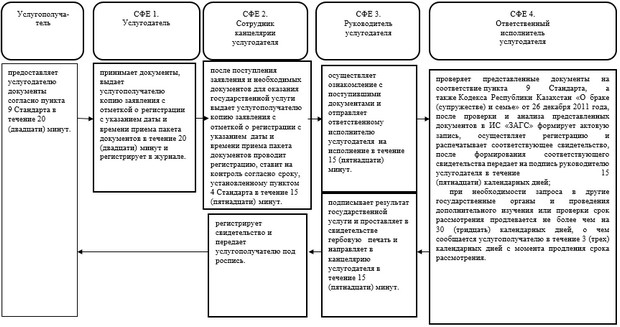 Услугополуча-
тель
СФЕ 1.
Услугодатель
СФЕ 2.
Сотрудник
канцелярии
услугодателя
СФЕ 3.
Руководитель
услугодателя
СФЕ 4.
Ответственный
исполнитель
услугодателя
предоставляет
услугодателю
документы
согласно пункта
9 Стандарта в
течение 20
(двадцати) минут.
принимает документы,
выдает
услугополучателю
копию заявления с
отметкой о регистрации
с указанием даты и
времени приема пакета
документов в течение 20
(двадцати) минут и
регистрирует в журнале.
после поступления
заявления и необходимых
документов для оказания
государственной услуги
выдает услугополучателю
копию заявления с
отметкой о регистрации с
указанием даты и
времени приема пакета
документов проводит
регистрацию, ставит на
контроль согласно сроку,
установленному пунктом
4 Стандарта в течение 15
(пятнадцати) минут.
осуществляет
ознакомление с
поступившими
документами и
отправляет
ответственному
исполнителю
услугодателя на
исполнение в течение
15 (пятнадцати)
минут.
проверяет представленные документы на
соответствие пункта 9 Стандарта, а
также Кодекса Республики Казахстан «О браке
(супружестве) и семье» от 26 декабря 2011 года,
после проверки и анализа представленных
документов в ИС «ЗАГС» формирует актовую
запись, осуществляет регистрацию и
распечатывает соответствующее свидетельство,
после формирования соответствующего
свидетельства передает на подпись руководителю
услугодателя в течение 15
(пятнадцати) календарных дней;
при необходимости запроса в другие
государственные органы и проведения
дополнительного изучения или проверки срок
рассмотрения продлевается не более чем на
30 (тридцать) календарных дней, о чем
сообщается услугополучателю в течение 3 (трех)
календарных дней с момента продления срока
рассмотрения.
подписывает результат
государственной
услуги и проставляет в
свидетельстве
гербовую печать и
направляет в
канцелярию
услугодателя в
течение 15
(пятнадцати) минут.
регистрирует
свидетельство и
передает
услугополучателю под
роспись.